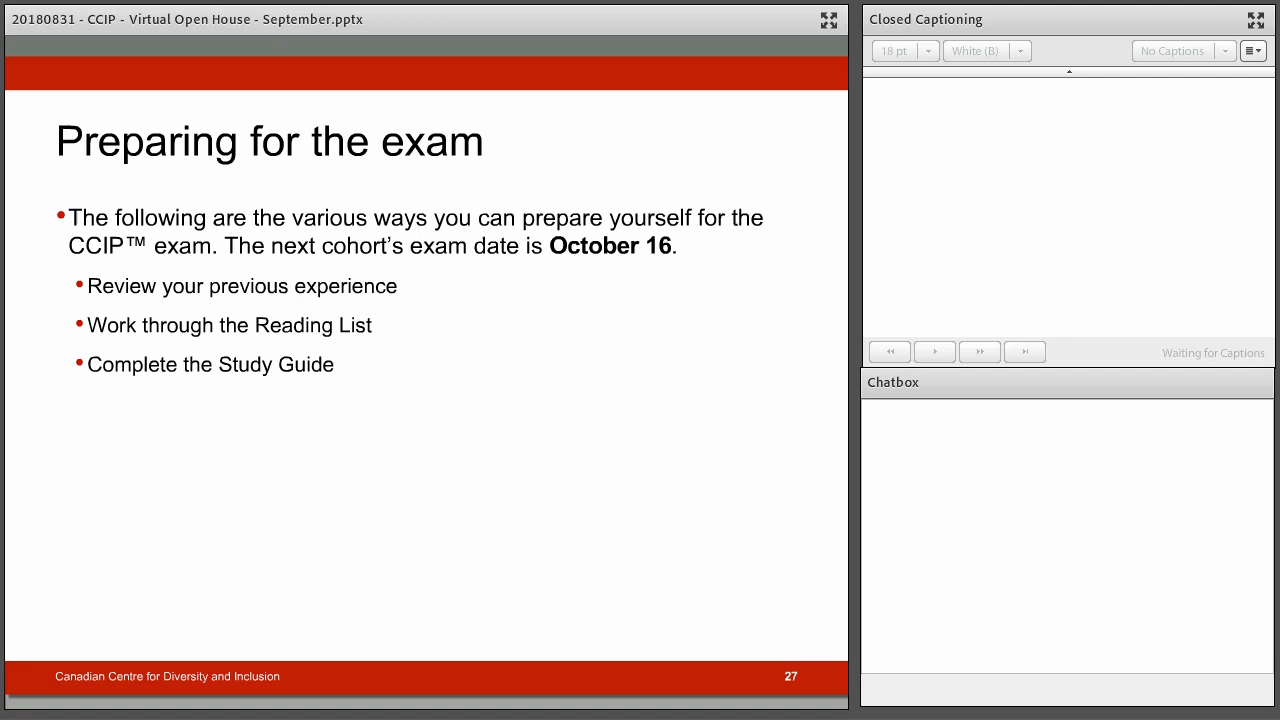 20180831 - CCIP - Virtual Open House - September.pptx
Preparing for the exam
•The following are the various ways you can prepare yourself for the
CCIP™ exam. The next cohort’s exam date is October 16.
•Review your previous experience
•Work through the Reading List
•Complete the Study Guide
Canadian Centre for Diversity and Inclusion 27
Closed Captioning
18 pt White (B) No Captions
Waiting for Captions
Chatbox